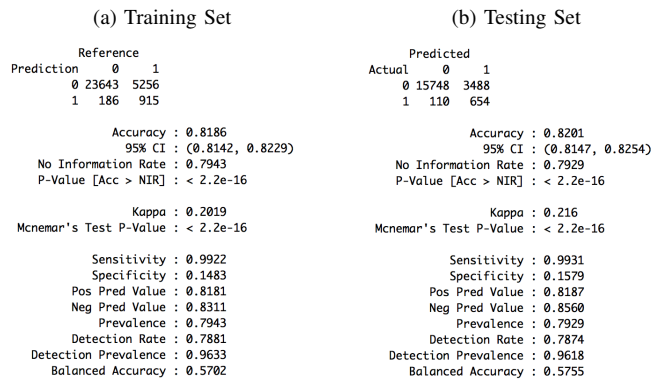 (a) Training Set
Reference
Prediction 0 1
0 23643 5256
1 186 915
Accuracy : 0.8186
95% CI : (0.8142, 0.8229)
No Information Rate : 0.7943
P-Value [Acc > NIR] : < 2.2e-16
Kappa : 0.2019
Mcnemar's Test P-Value : < 2.2e-16
Sensitivity : 0.9922
Specificity : 0.1483
Pos Pred Value : 0.8181
Neg Pred Value : 0.8311
Prevalence : 0.7943
Detection Rate : 0.7881
Detection Prevalence : 0.9633
Balanced Accuracy : 0.5702
(b) Testing Set
Predicted
Actual 0 1
0 15748 3488
1 110 654
Accuracy : 0.8201
95% CI : (0.8147, 0.8254)
No Information Rate : 0.7929
P-Value [Acc > NIR] : < 2.2e-16
Kappa : 0.216
Mcnemar's Test P-Value : < 2.2e-16
Sensitivity : 0.9931
Specificity : 0.1579
Pos Pred Value : 0.8187
Neg Pred Value : 0.8560
Prevalence : 0.7929
Detection Rate : 0.7874
Detection Prevalence : 0.9618
Balanced Accuracy : 0.5755